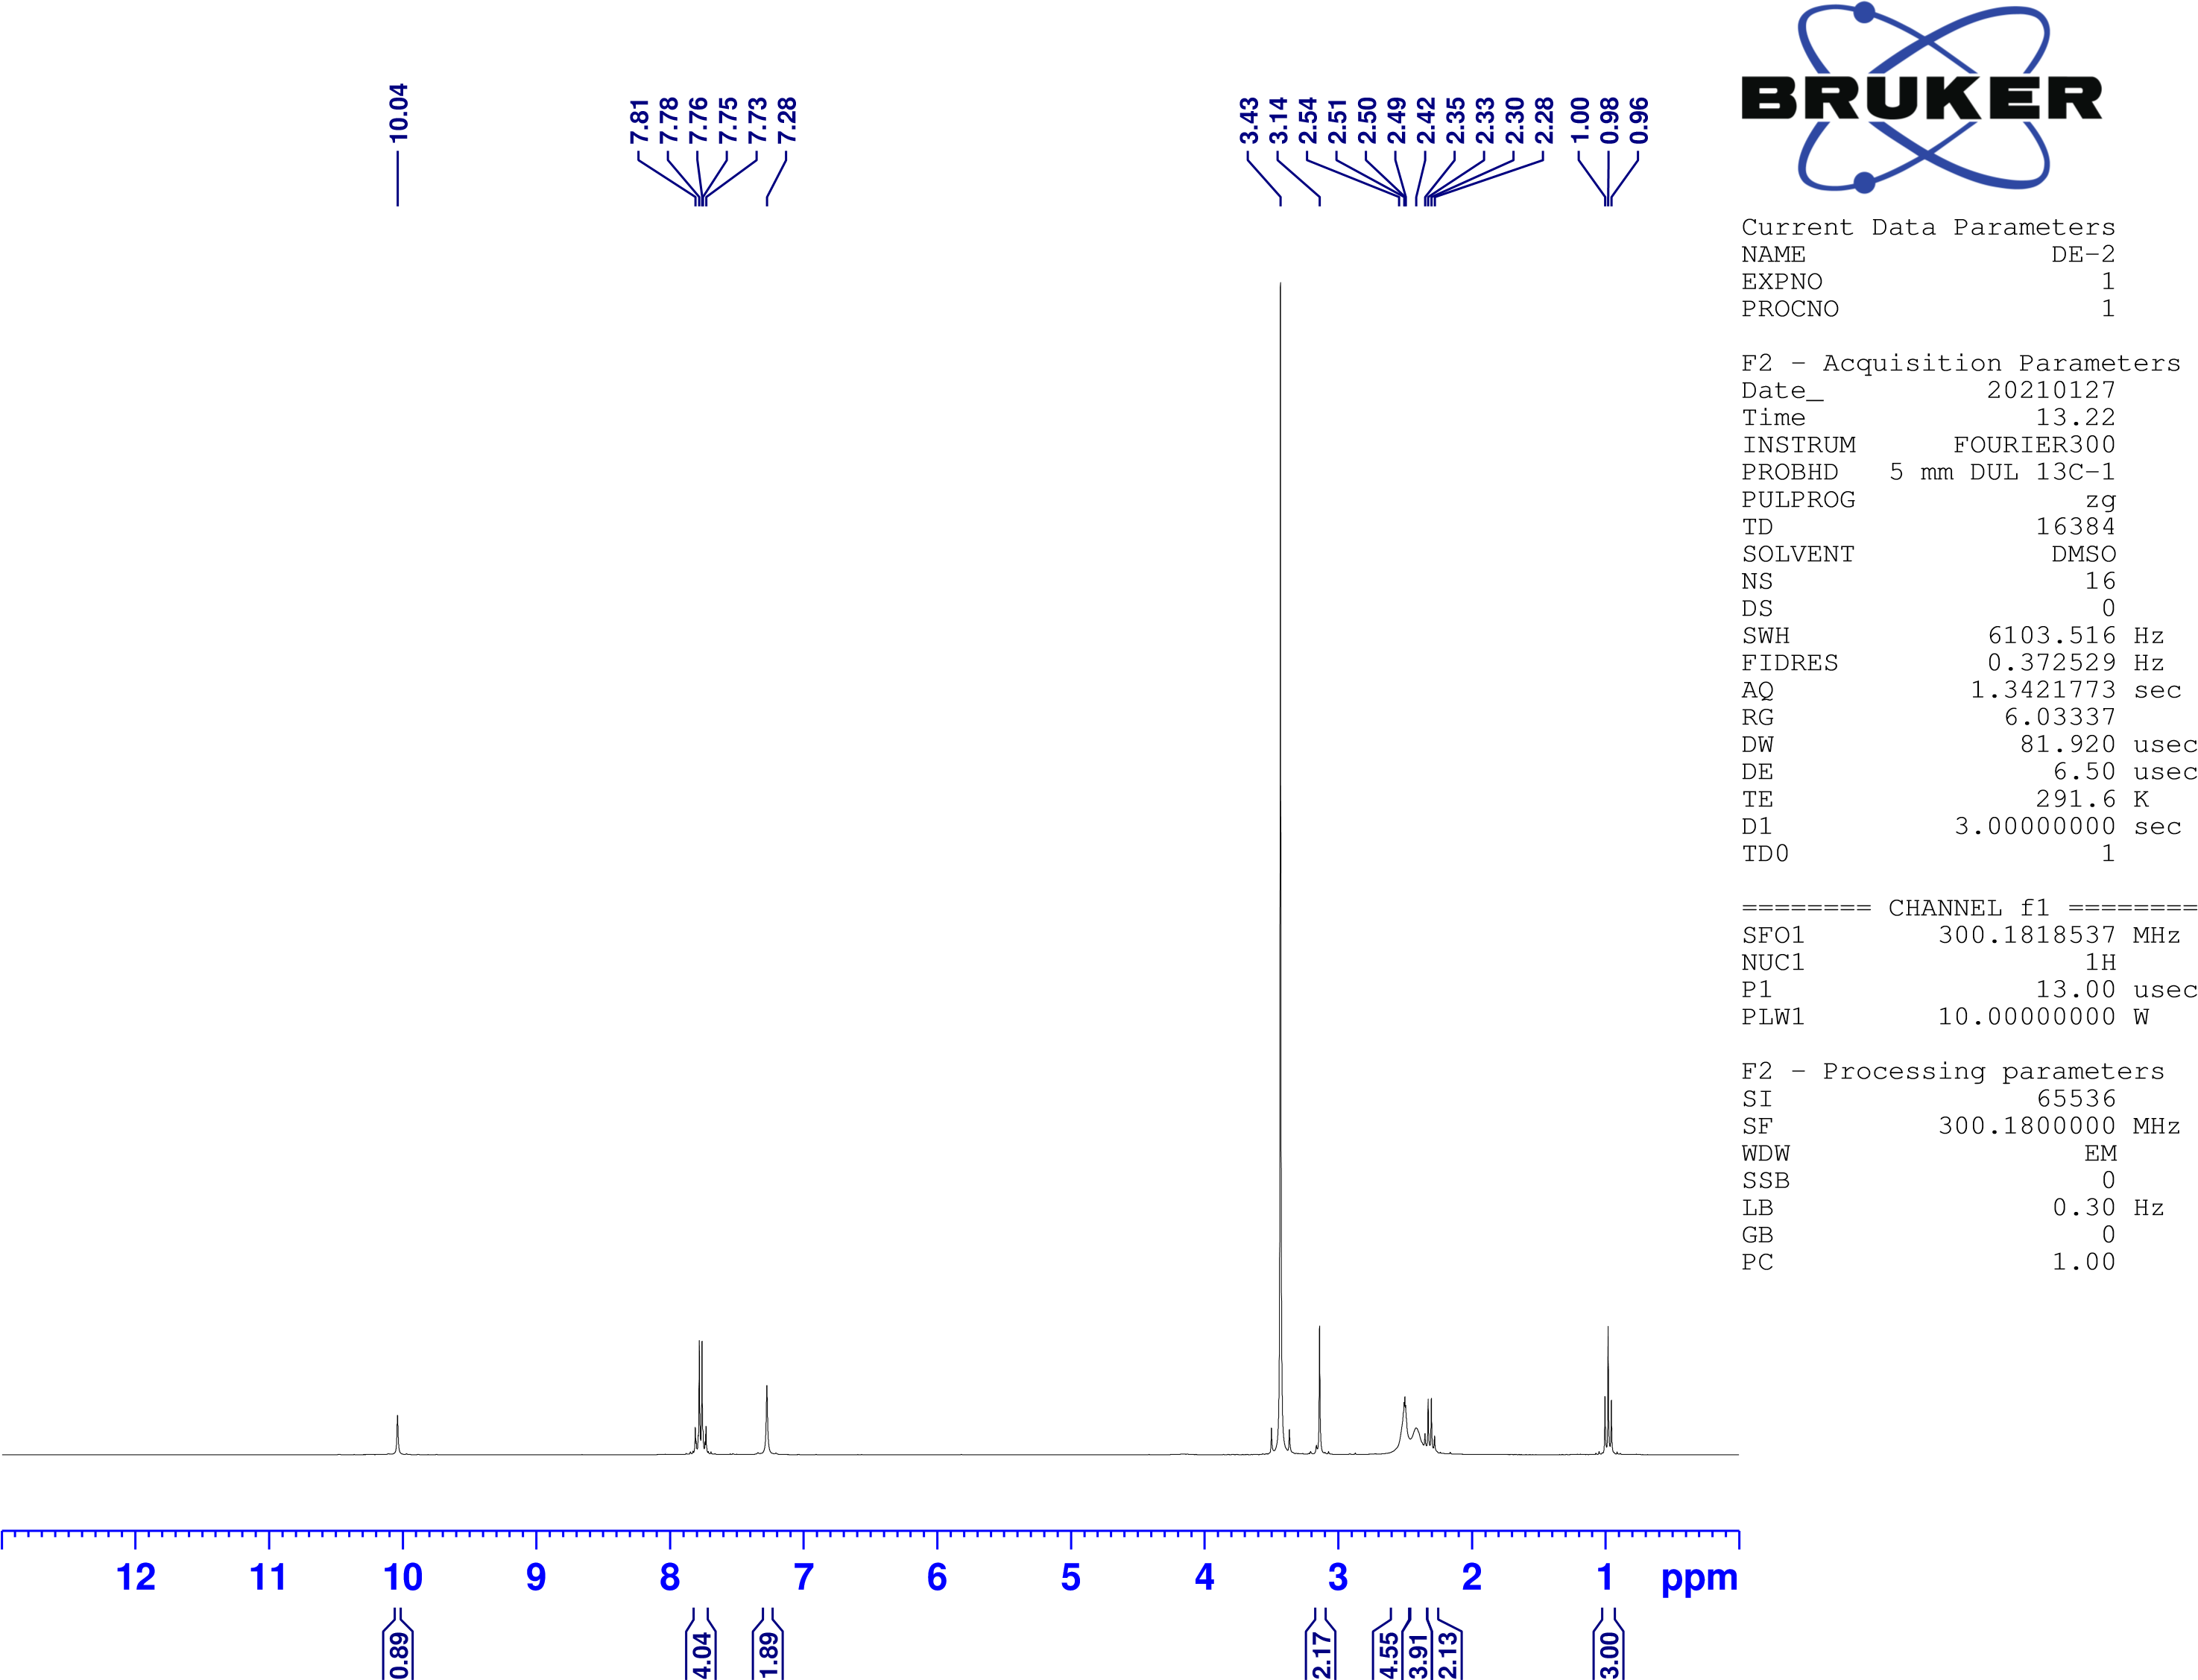 BRUKER
10.04
7.81
7.78
7.76
7.75
7.73
7.28
3.43
3.14
2.54
2.51
2.50
2.49
2.42
2.35
2.33
2.30
2.28
1.00
0.98
0.96
Current Data Parameters
NAME DE-2
EXPNO 1
PROCNO 1
F2 - Acquisition Parameters
Date_ 20210127
Time 13.22
INSTRUM FOURIER300
PROBHD 5 mm DUL 13C-1
PULPROG zg
TD 16384
SOLVENT DMSO
NS 16
DS 0
SWH 6103.516 Hz
FIDRES 0.372529 Hz
AQ 1.3421773 sec
RG 6.03337
DW 81.920 usec
DE 6.50 usec
TE 291.6 K
D1 3.00000000 sec
TD0 1
======== CHANNEL f1 ========
SFO1 300.1818537 MHz
NUC1 1H
P1 13.00 usec
PLW1 10.00000000 W
F2 - Processing parameters
SI 65536
SF 300.1800000 MHz
WDW EM
SSB 0
LB 0.30 Hz
GB 0
PC 1.00
12 11 10 9 8 7 6 5 4 3 2 1 ppm
0.89
4.04
1.89
2.17
4.55
3.91
2.13
3.00